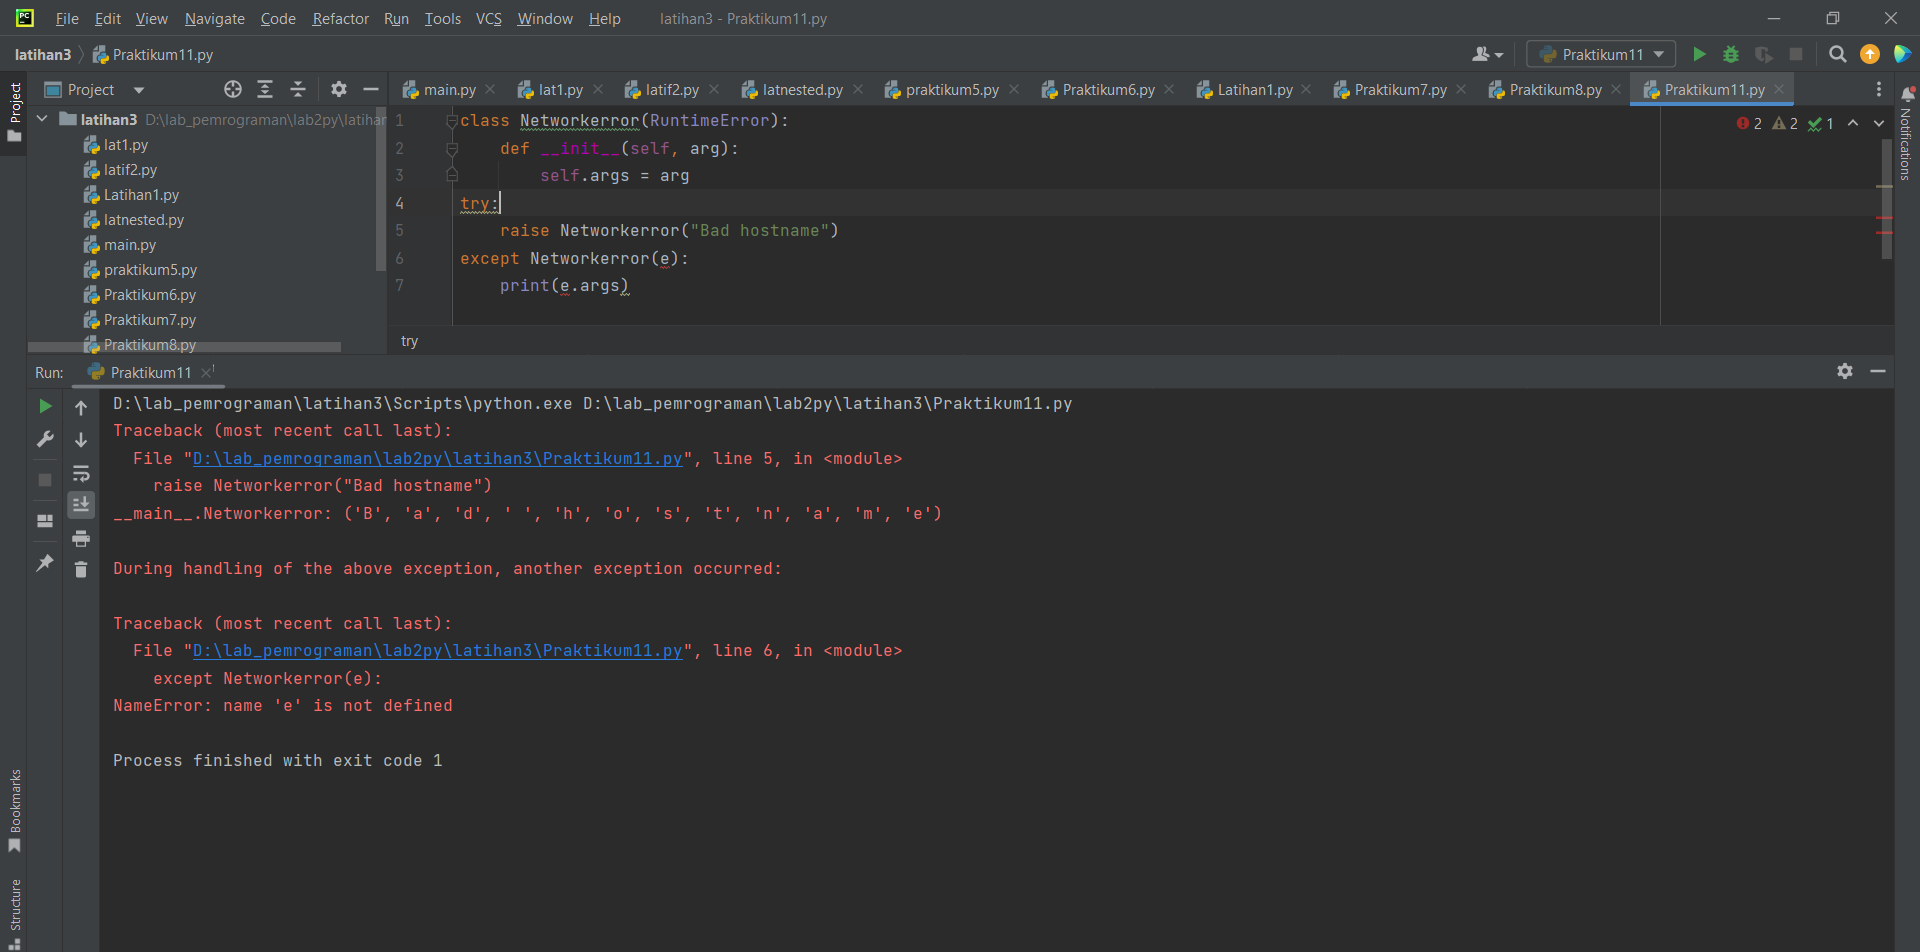 PC File Edit View Navigate Code Refactor Run Tools VCS Window Help latihan3 - Praktikum11.py
latihan3 Praktikum11.py Praktikum11
Project Project main.py lat1.py latif2.py latnested.py praktikum5.py Praktikum6.py Latihan1.py Praktikum7.py Praktikum8.py Praktikum11.py
latihan3 D:\lab_pemrograman\lab2py\latihan
lat1.py
latif2.py
Latihan1.py
latnested.py
main.py
praktikum5.py
Praktikum6.py
Praktikum7.py
Praktikum8.py
1 class Networkerror(RuntimeError):
2 def __init__(self, arg):
3 self.args = arg
4 try:
5 raise Networkerror("Bad hostname")
6 except Networkerror(e):
7 print(e.args)
2 2 1
Notifications
try
Run: Praktikum11
D:\lab_pemrograman\latihan3\Scripts\python.exe D:\lab_pemrograman\lab2py\latihan3\Praktikum11.py
Traceback (most recent call last):
File "D:\lab_pemrograman\lab2py\latihan3\Praktikum11.py", line 5, in <module>
raise Networkerror("Bad hostname")
__main__.Networkerror: ('B', 'a', 'd', ' ', 'h', 'o', 's', 't', 'n', 'a', 'm', 'e')
During handling of the above exception, another exception occurred:
Traceback (most recent call last):
File "D:\lab_pemrograman\lab2py\latihan3\Praktikum11.py", line 6, in <module>
except Networkerror(e):
NameError: name 'e' is not defined
Process finished with exit code 1
Bookmarks
Structure